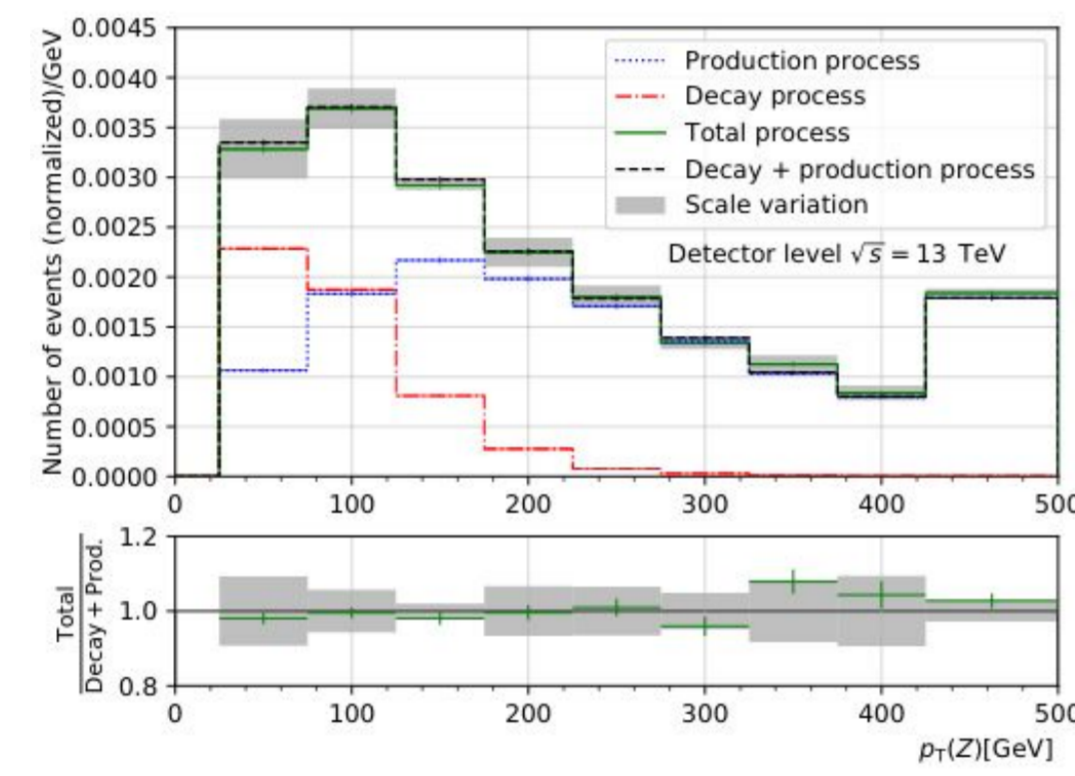 Number of events (normalized)/GeV
0.0045
0.0040
0.0035
0.0030
0.0025
0.0020
0.0015
0.0010
0.0005
0.0000
Production process
Decay process
Total process
Decay + production process
Scale variation
Detector level √s = 13 TeV
0 100 200 300 400 500
Total
Decay + Prod.
1.2
1.0
0.8
0 100 200 300 400 500
pT(Z)[GeV]